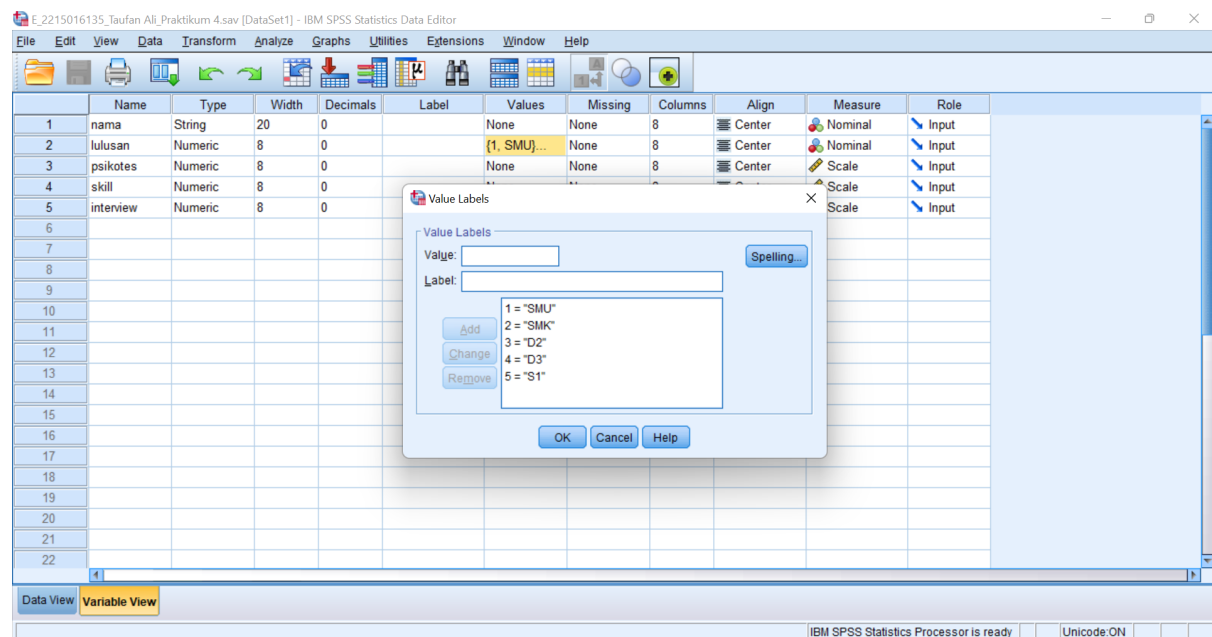 E_2215016135_Taufan Ali_Praktikum 4.sav [DataSet1] - IBM SPSS Statistics Data Editor
File Edit View Data Transform Analyze Graphs Utilities Extensions Window Help
Name Type Width Decimals Label Values Missing Columns Align Measure Role
1 nama String 20 0 None None 8 Center Nominal Input
2 lulusan Numeric 8 0 {1, SMU}... None 8 Center Nominal Input
3 psikotes Numeric 8 0 None None 8 Center Scale Input
4 skill Numeric 8 0 Scale Input
5 interview Numeric 8 0 Scale Input
6
7
8
9
10
11
12
13
14
15
16
17
18
19
20
21
22
Value Labels
Value Labels
Value:
Spelling...
Label:
1 = "SMU"
2 = "SMK"
3 = "D2"
4 = "D3"
5 = "S1"
Add
Change
Remove
OK Cancel Help
Data View Variable View
IBM SPSS Statistics Processor is ready Unicode:ON